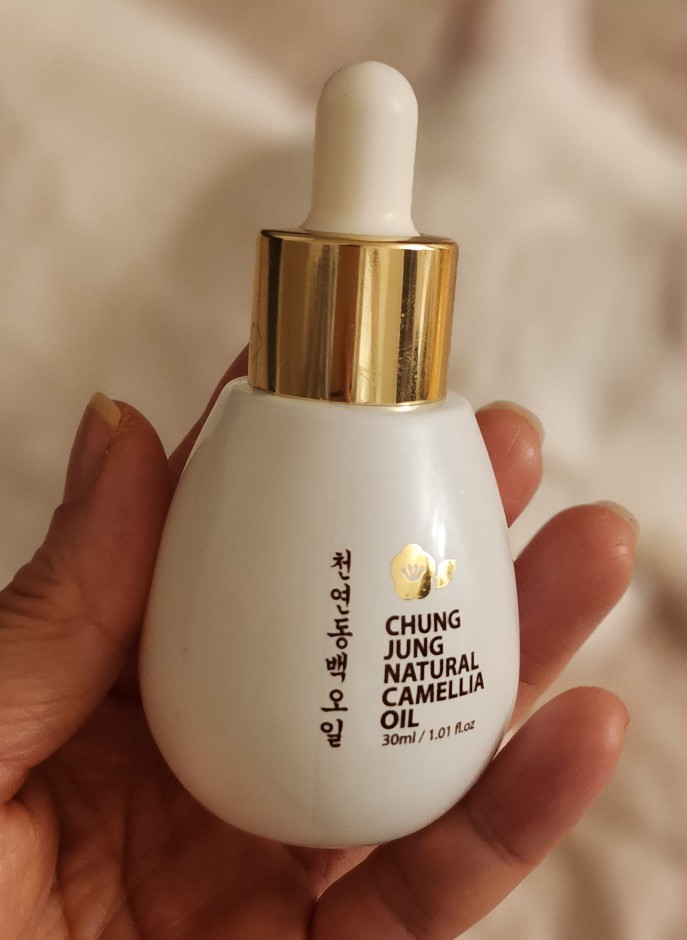 천연동백오일
CHUNG
JUNG
NATURAL
CAMELLIA
OIL
30ml / 1.01 fl.oz